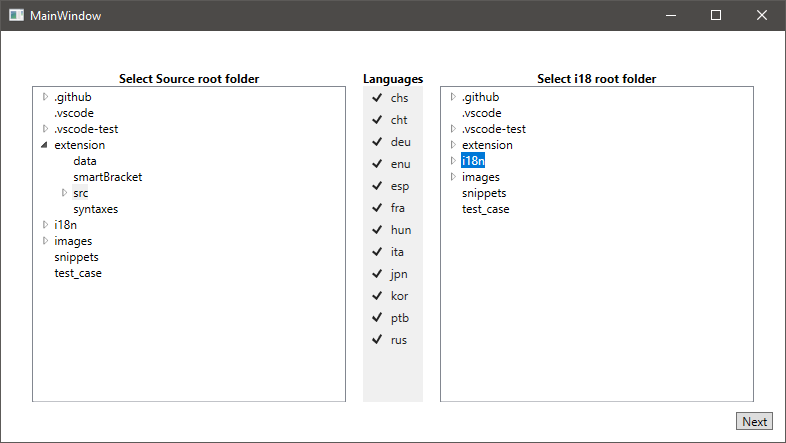 MainWindow
Select Source root folder
.github
.vscode
.vscode-test
extension
data
smartBracket
src
syntaxes
i18n
images
snippets
test_case
Languages
chs
cht
deu
enu
esp
fra
hun
ita
jpn
kor
ptb
rus
Select i18 root folder
.github
.vscode
.vscode-test
extension
i18n
images
snippets
test_case
Next